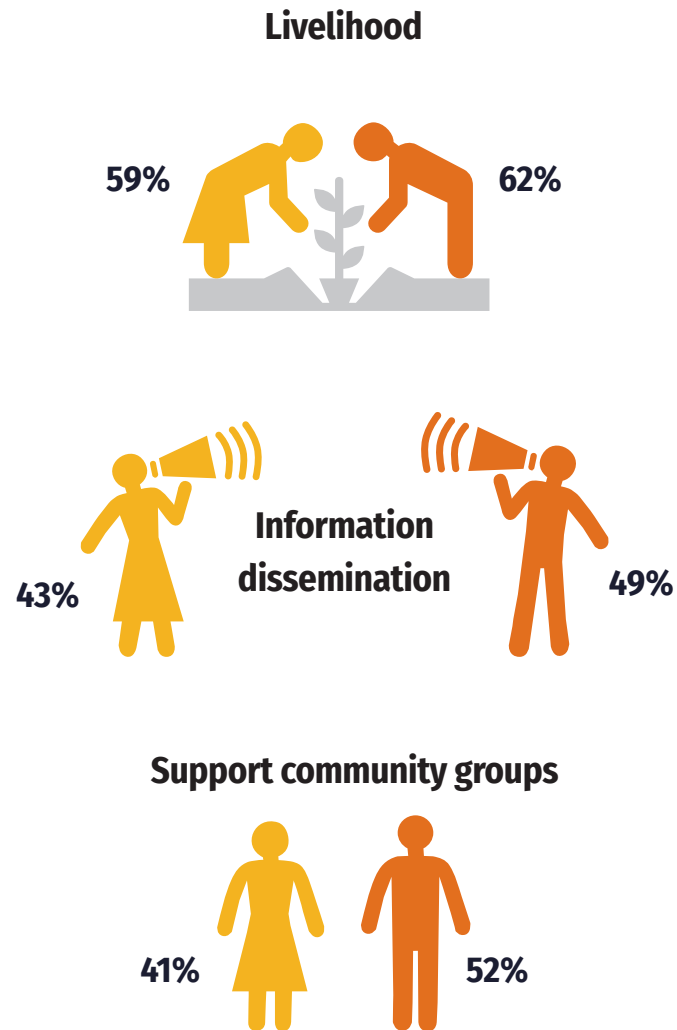 Livelihood
59%
62%
Information
dissemination
43%
49%
Support community groups
41%
52%